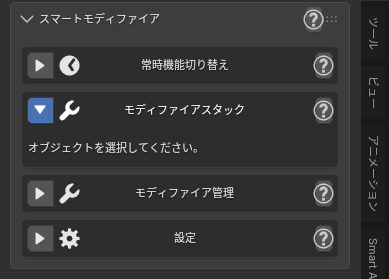 スマートモディファイア
常時機能切り替え
モディファイアスタック
オブジェクトを選択してください。
モディファイア管理
設定
ツール
ビュー
アニメーション
Smart A